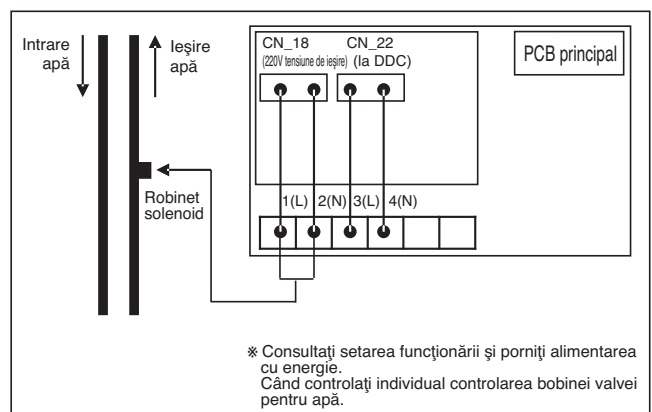 Intrare
apă
Ieşire
apă
CN_18
(220V tensiune de ieşire)
CN_22
(la DDC)
PCB principal
Robinet
solenoid
1(L) 2(N) 3(L) 4(N)
※ Consultaţi setarea funcţionării şi porniţi alimentarea
cu energie.
Când controlaţi individual controlarea bobinei valvei
pentru apă.